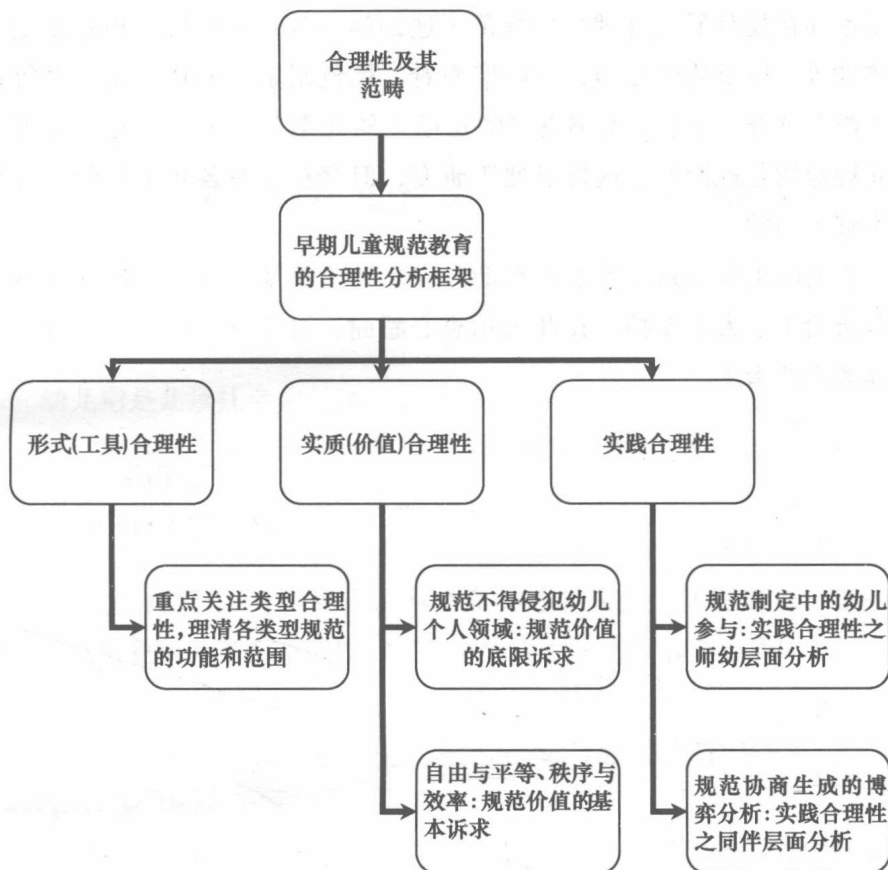 合理性及其
范畴
早期儿童规范教育
的合理性分析框架
形式(工具)合理性
实质(价值)合理性
实践合理性
重点关注类型合理
性,理清各类型规范
的功能和范围
规范不得侵犯幼儿
个人领域:规范价值
的底限诉求
规范制定中的幼儿
参与:实践合理性之
师幼层面分析
自由与平等、秩序与
效率:规范价值的基
本诉求
规范协商生成的博
弈分析:实践合理性
之同伴层面分析